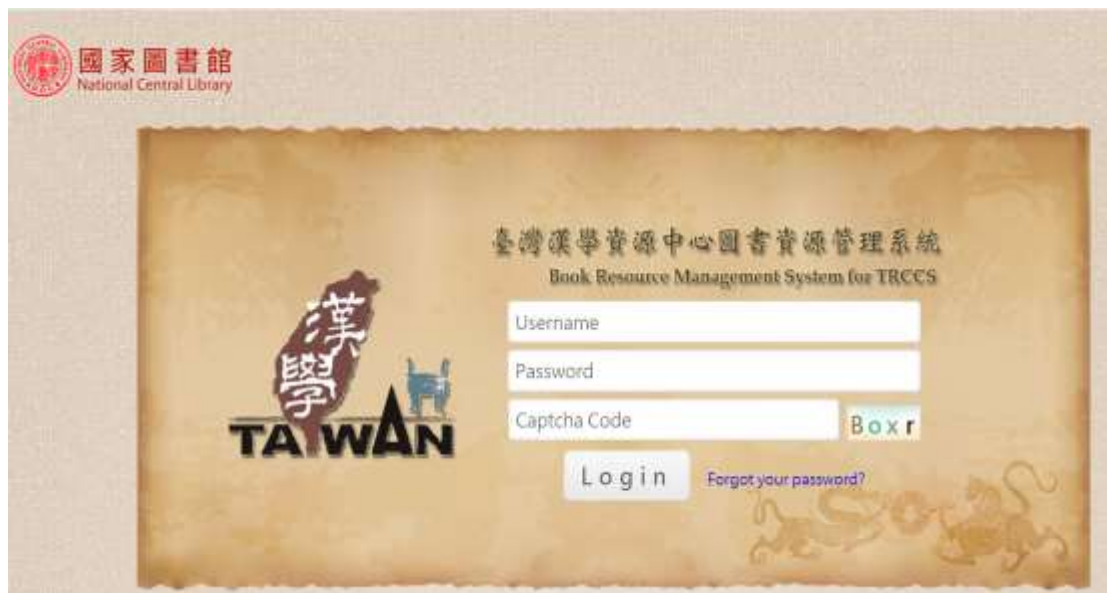 國家圖書館
National Central Library
臺灣漢學資源中心圖書資源管理系統
Book Resource Management System for TRCCS
漢學
TAIWAN
Username
Password
Captcha Code
Boxr
Login
Forgot your password?